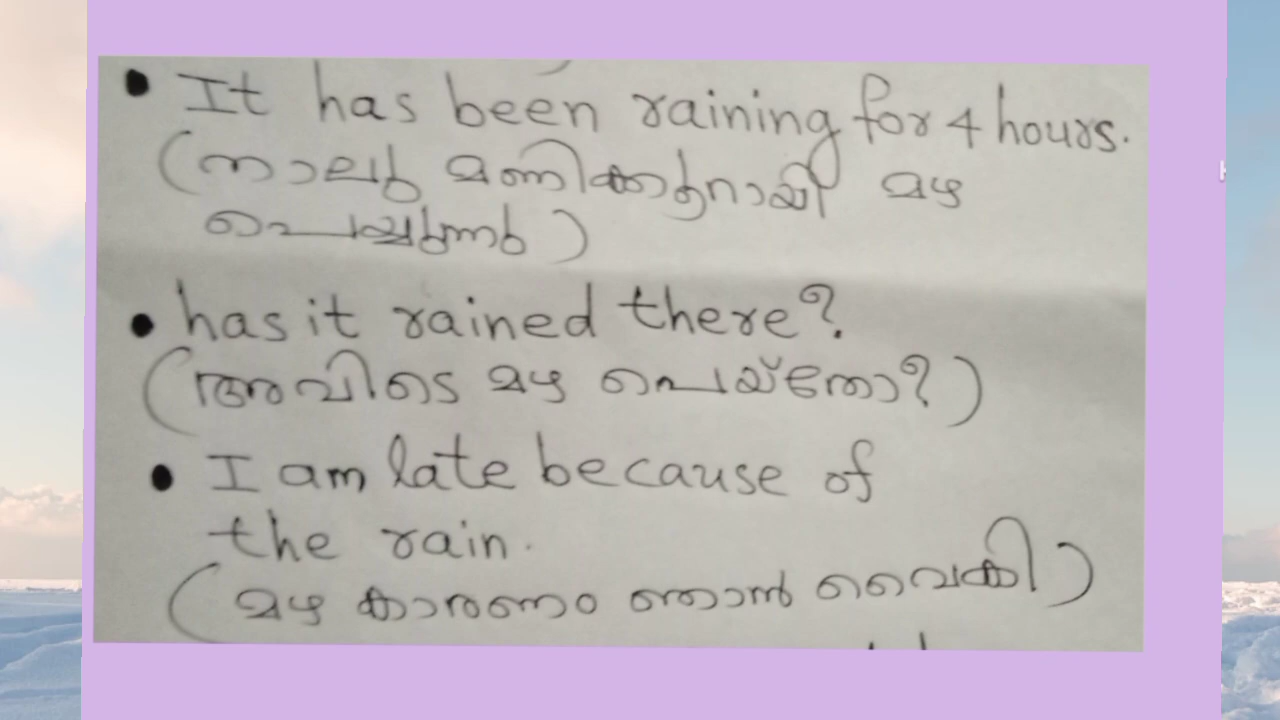 • It has been raining for 4 hours.
(നാലു മണിക്കൂറായി മഴ
പെയ്യുന്നു)
• has it rained there?
(അവിടെ മഴ പെയ്തോ?)
• I am late because of
the rain.
(മഴ കാരണം ഞാൻ വൈകി)